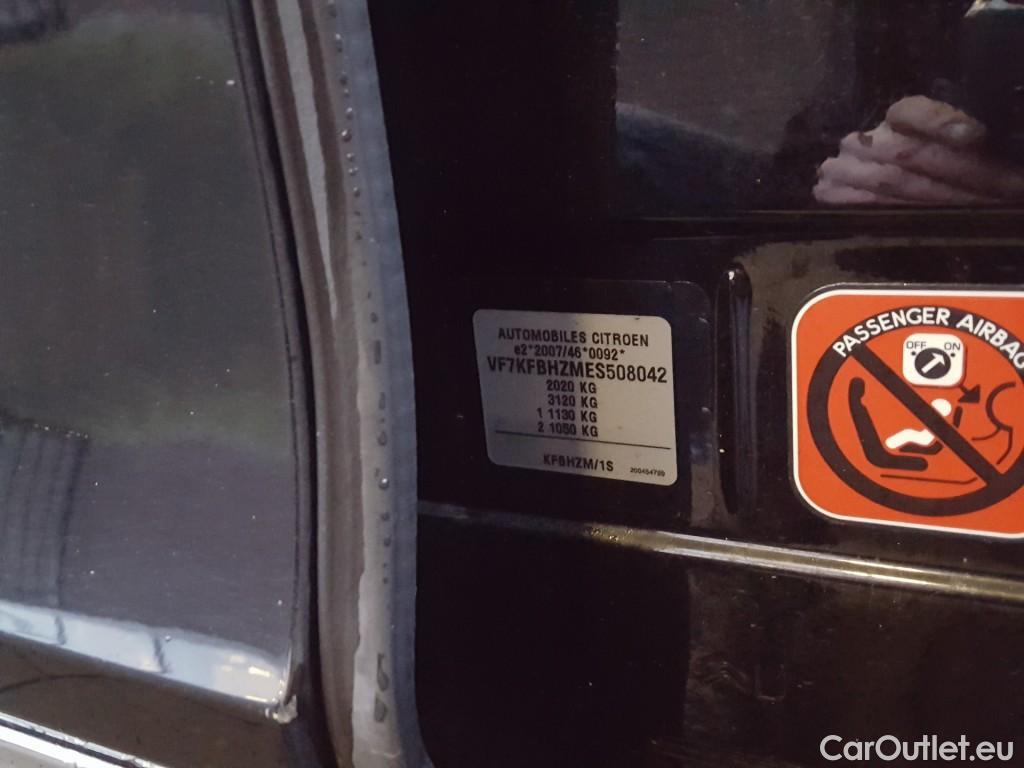 AUTOMOBILES CITROEN
e2*2007/46*0092*
VF7KFBHZMES508042
2020 KG
3120 KG
1 1130 KG
2 1050 KG
KFBHZM/1S
200454789
PASSENGER AIRBAG
OFF ON
CarOutlet.eu